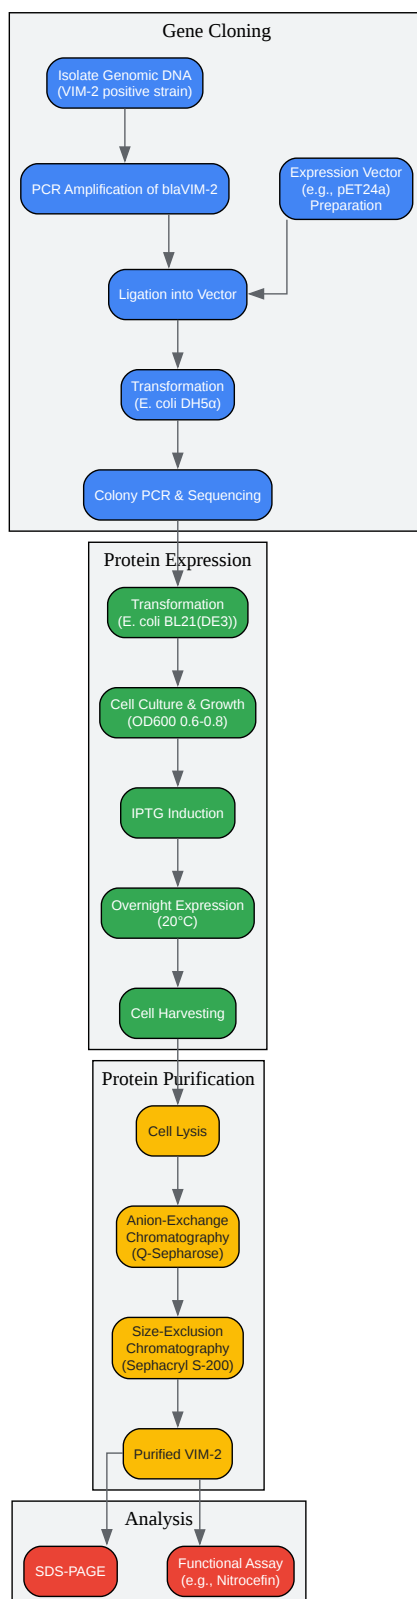 Gene Cloning
Isolate Genomic DNA
(VIM-2 positive strain)
PCR Amplification of blaVIM-2
Expression Vector
(e.g., pET24a)
Preparation
Ligation into Vector
Transformation
(E. coli DH5α)
Colony PCR & Sequencing
Protein Expression
Transformation
(E. coli BL21(DE3))
Cell Culture & Growth
(OD600 0.6-0.8)
IPTG Induction
Overnight Expression
(20°C)
Cell Harvesting
Protein Purification
Cell Lysis
Anion-Exchange
Chromatography
(Q-Sepharose)
Size-Exclusion
Chromatography
(Sephacryl S-200)
Purified VIM-2
Analysis
SDS-PAGE
Functional Assay
(e.g., Nitrocefin)